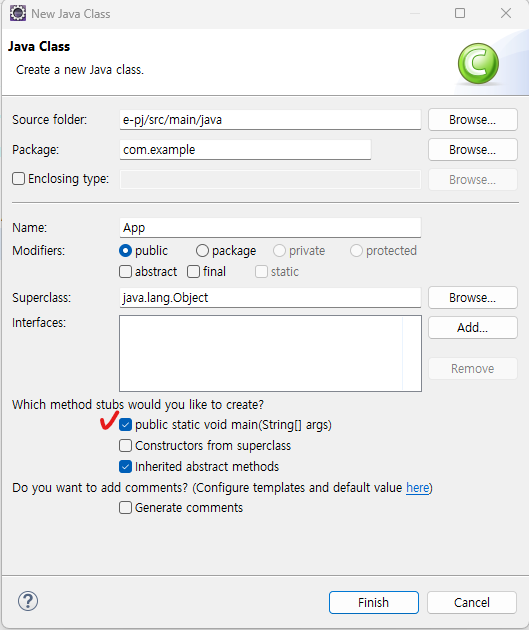 New Java Class
Java Class
Create a new Java class.
Source folder: e-pj/src/main/java Browse...
Package: com.example Browse...
Enclosing type: Browse...
Name: App
Modifiers: public package private protected
abstract final static
Superclass: java.lang.Object Browse...
Interfaces: Add...
Remove
Which method stubs would you like to create?
public static void main(String[] args)
Constructors from superclass
Inherited abstract methods
Do you want to add comments? (Configure templates and default value here)
Generate comments
? Finish Cancel